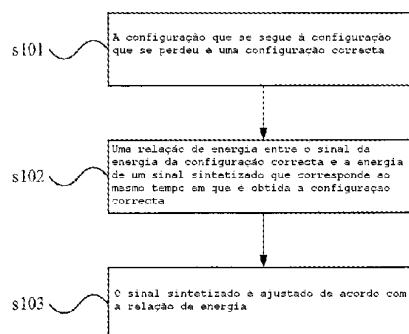 s101
A configuração que se segue à configuração
que se perdeu é uma configuração correcta
s102
Uma relação de energia entre o sinal da
energia da configuração correcta e a energia
de um sinal sintetizado que corresponde ao
mesmo tempo em que é obtida a configuração
correcta
s103
O sinal sintetizado é ajustado de acordo com
a relação de energia